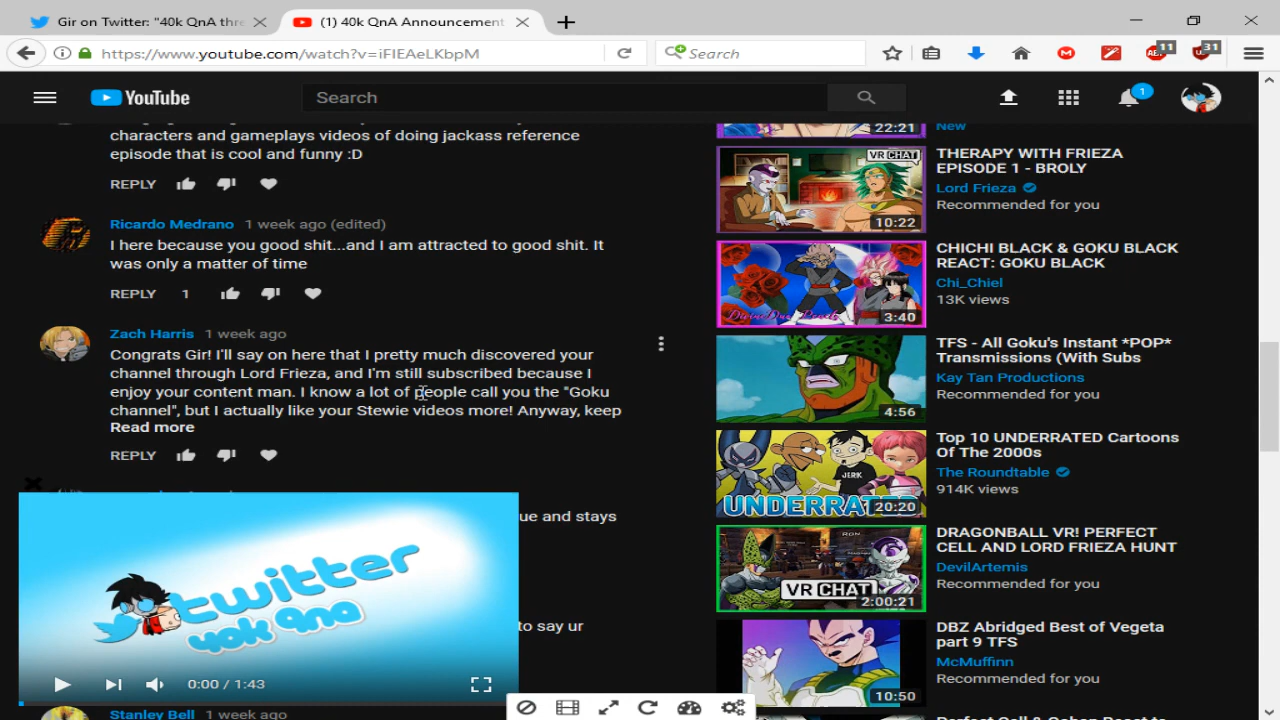 Gir on Twitter: "40k QnA thre
(1) 40k QnA Announcement
https://www.youtube.com/watch?v=iFIEAeLKbpM
Search
11
31
YouTube
Search
1
characters and gameplays videos of doing jackass reference
episode that is cool and funny :D
REPLY
Ricardo Medrano 1 week ago (edited)
I here because you good shit...and I am attracted to good shit. It
was only a matter of time
REPLY 1
Zach Harris 1 week ago
Congrats Gir! I'll say on here that I pretty much discovered your
channel through Lord Frieza, and I'm still subscribed because I
enjoy your content man. I know a lot of people call you the "Goku
channel", but I actually like your Stewie videos more! Anyway, keep
Read more
REPLY
ue and stays
to say ur
twitter
40k qna
0:00 / 1:43
Stanley Bell 1 week ago
22:21
New
VR CHAT
10:22
THERAPY WITH FRIEZA
EPISODE 1 - BROLY
Lord Frieza
Recommended for you
3:40
CHICHI BLACK & GOKU BLACK
REACT: GOKU BLACK
Chi_Chiel
13K views
4:56
TFS - All Goku's Instant *POP*
Transmissions (With Subs
Kay Tran Productions
Recommended for you
JERK
UNDERRATED
20:20
Top 10 UNDERRATED Cartoons
Of The 2000s
The Roundtable
914K views
VR CHAT
2:00:21
DRAGONBALL VR! PERFECT
CELL AND LORD FRIEZA HUNT
DevilArtemis
Recommended for you
10:50
DBZ Abridged Best of Vegeta
part 9 TFS
McMuffinn
Recommended for you